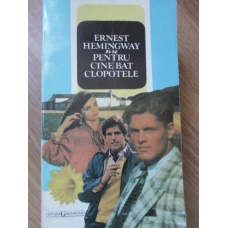 ERNEST
HEMINGWAY
PENTRU
CINE BAT
CLOPOTELE